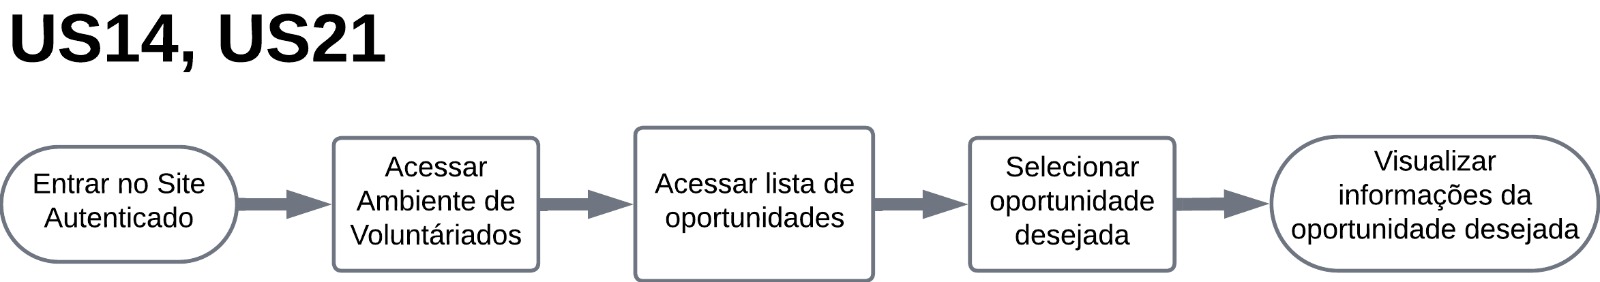 US14, US21
Entrar no Site
Autenticado
Acessar
Ambiente de
Voluntáriados
Acessar lista de
oportunidades
Selecionar
oportunidade
desejada
Visualizar
informações da
oportunidade desejada